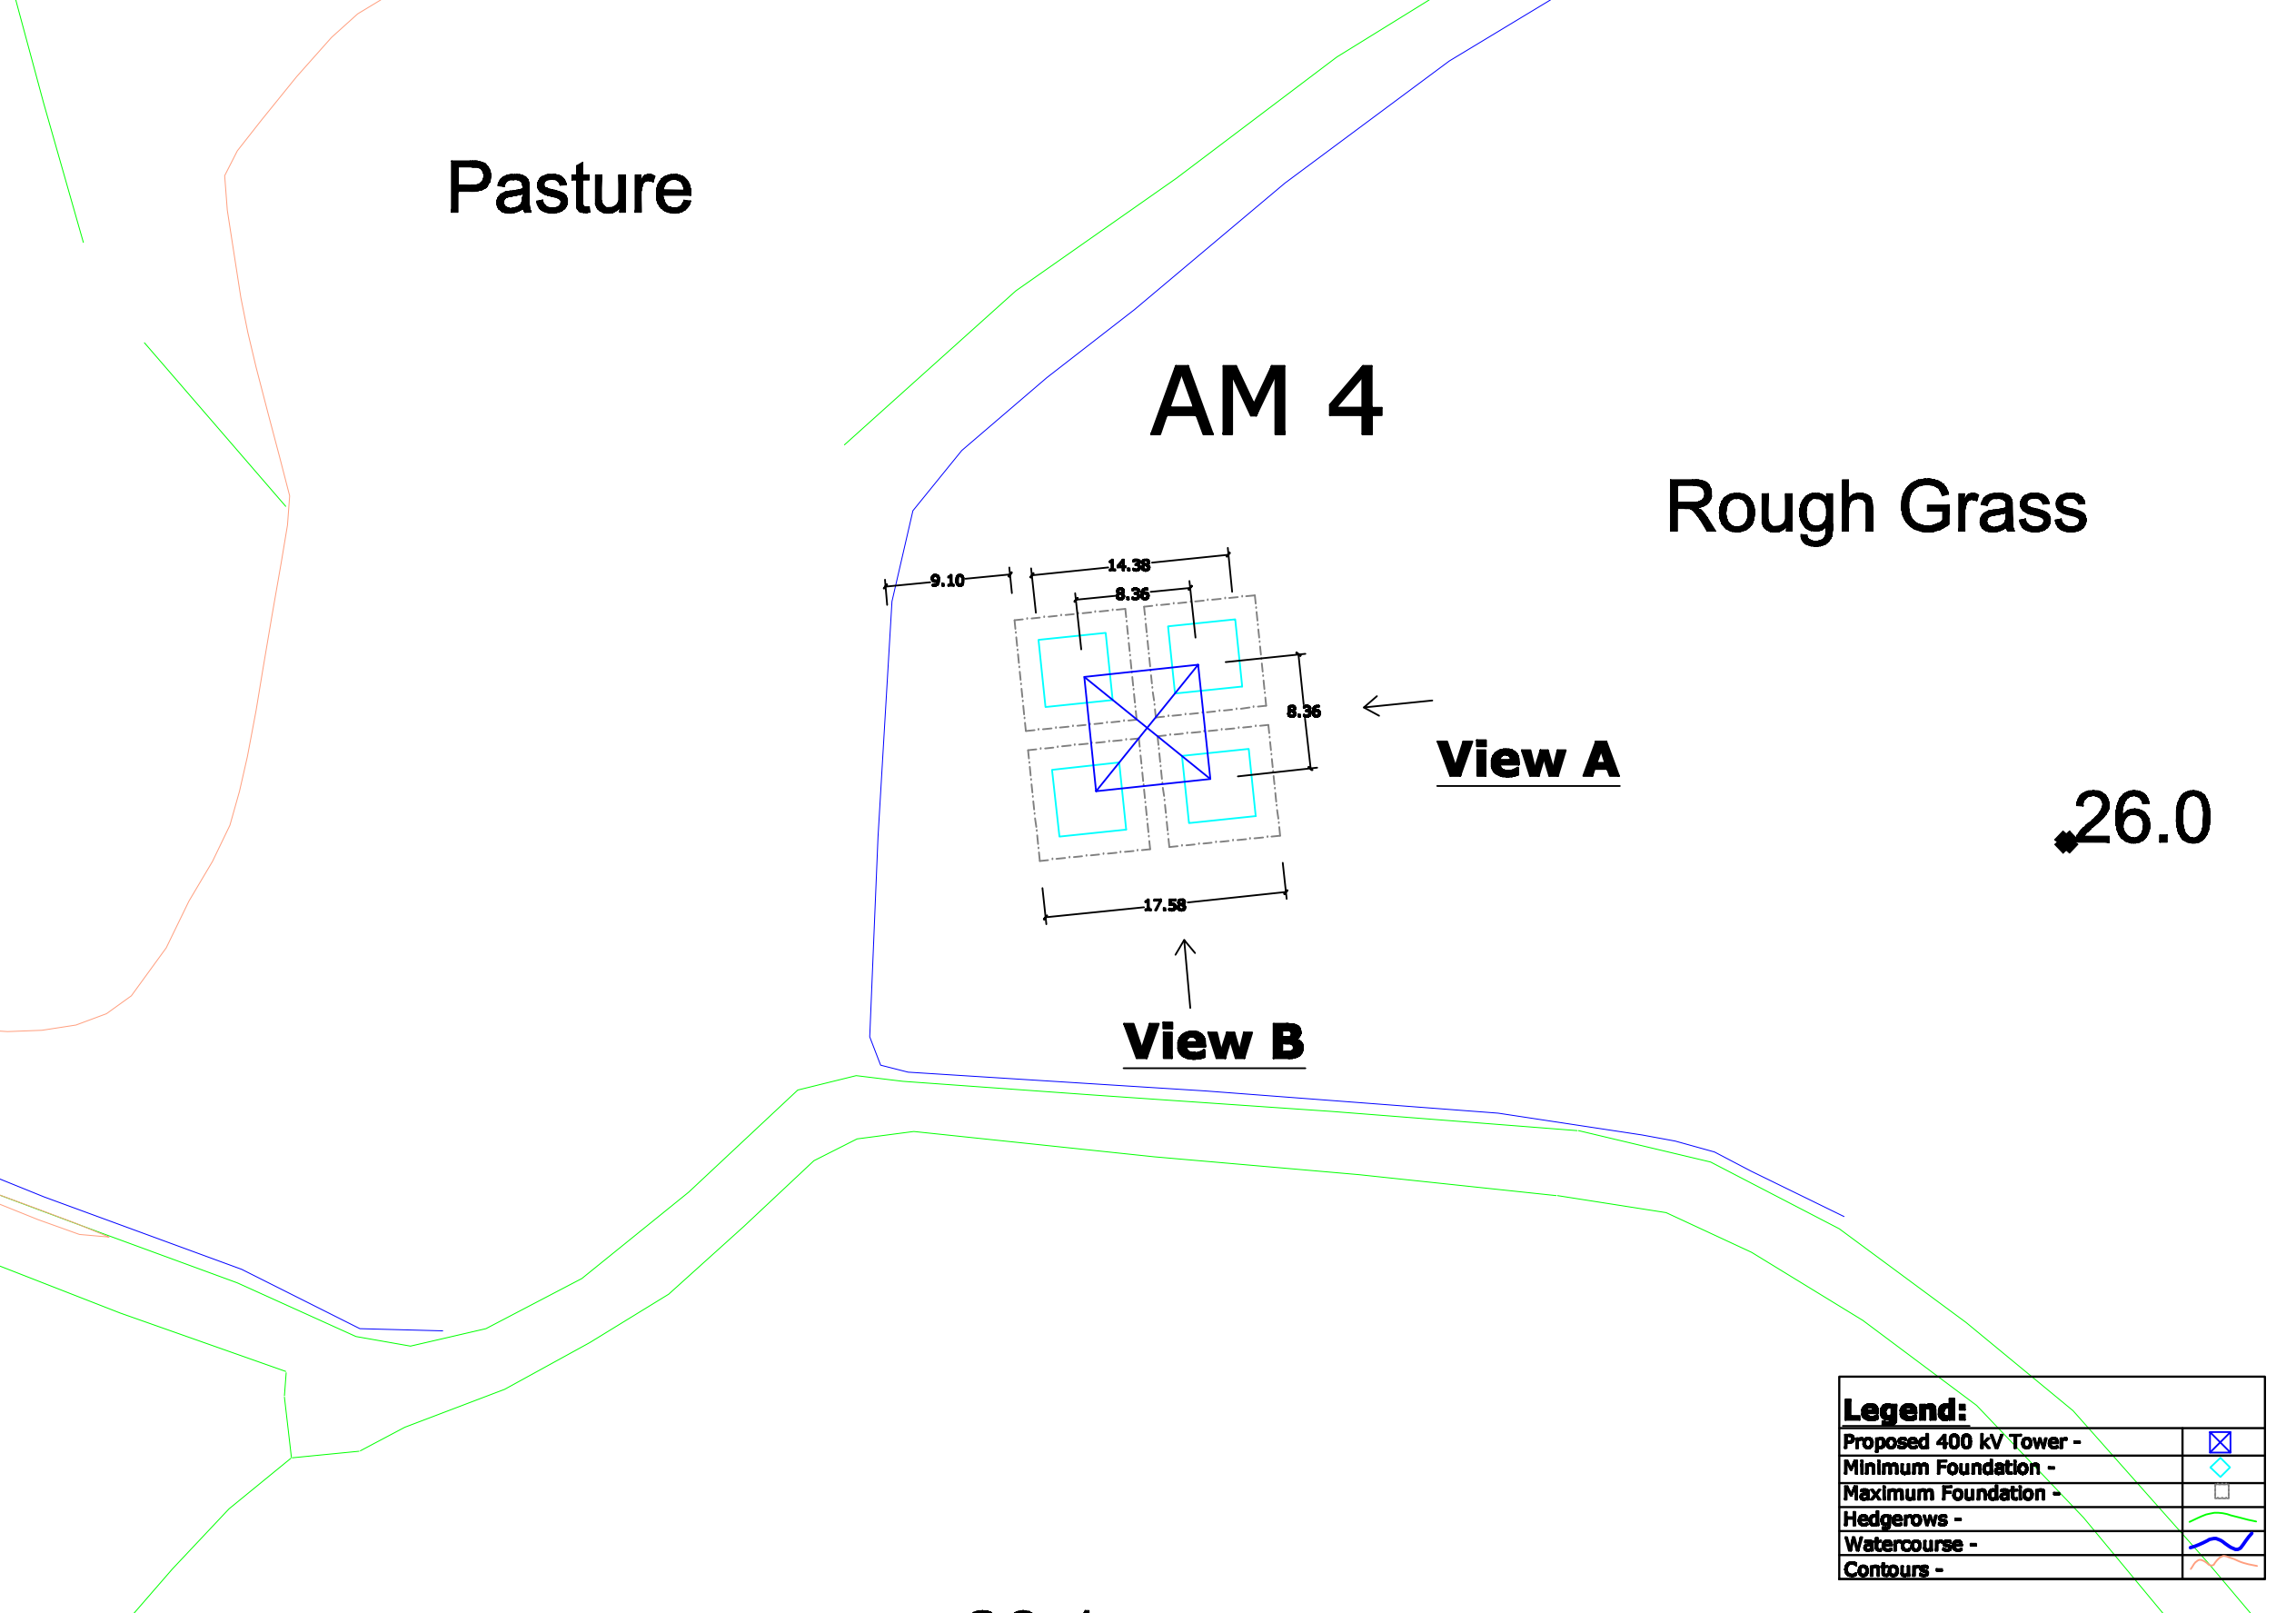 Pasture
AM 4
Rough Grass
9.10
14.38
8.36
8.36
View A
26.0
17.58
View B
Legend:
Proposed 400 kV Tower -
Minimum Foundation -
Maximum Foundation -
Hedgerows -
Watercourse -
Contours -